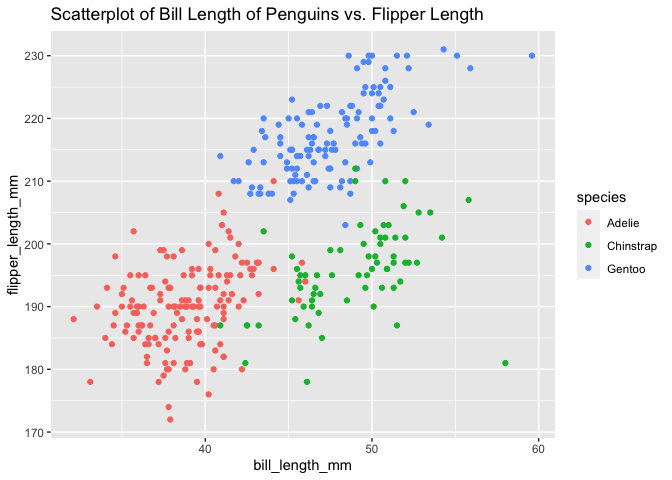 Scatterplot of Bill Length of Penguins vs. Flipper Length
230
220
210
200
190
180
170
flipper_length_mm
40
50
60
bill_length_mm
species
Adelie
Chinstrap
Gentoo